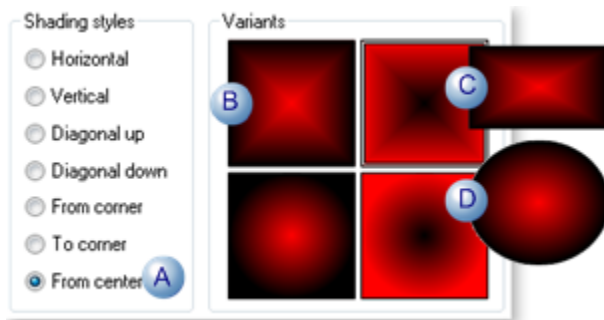 Shading styles
Horizontal
Vertical
Diagonal up
Diagonal down
From corner
To corner
From center A
Variants
B
C
D